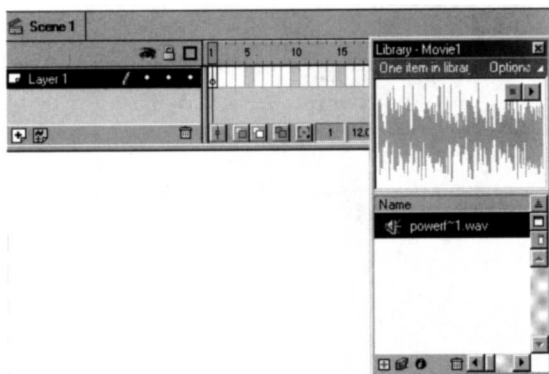 Scene 1
1 5 10 15
Layer 1
1 12.0
Library - Movie1
One item in librar Options
Name
powerf~1.wav